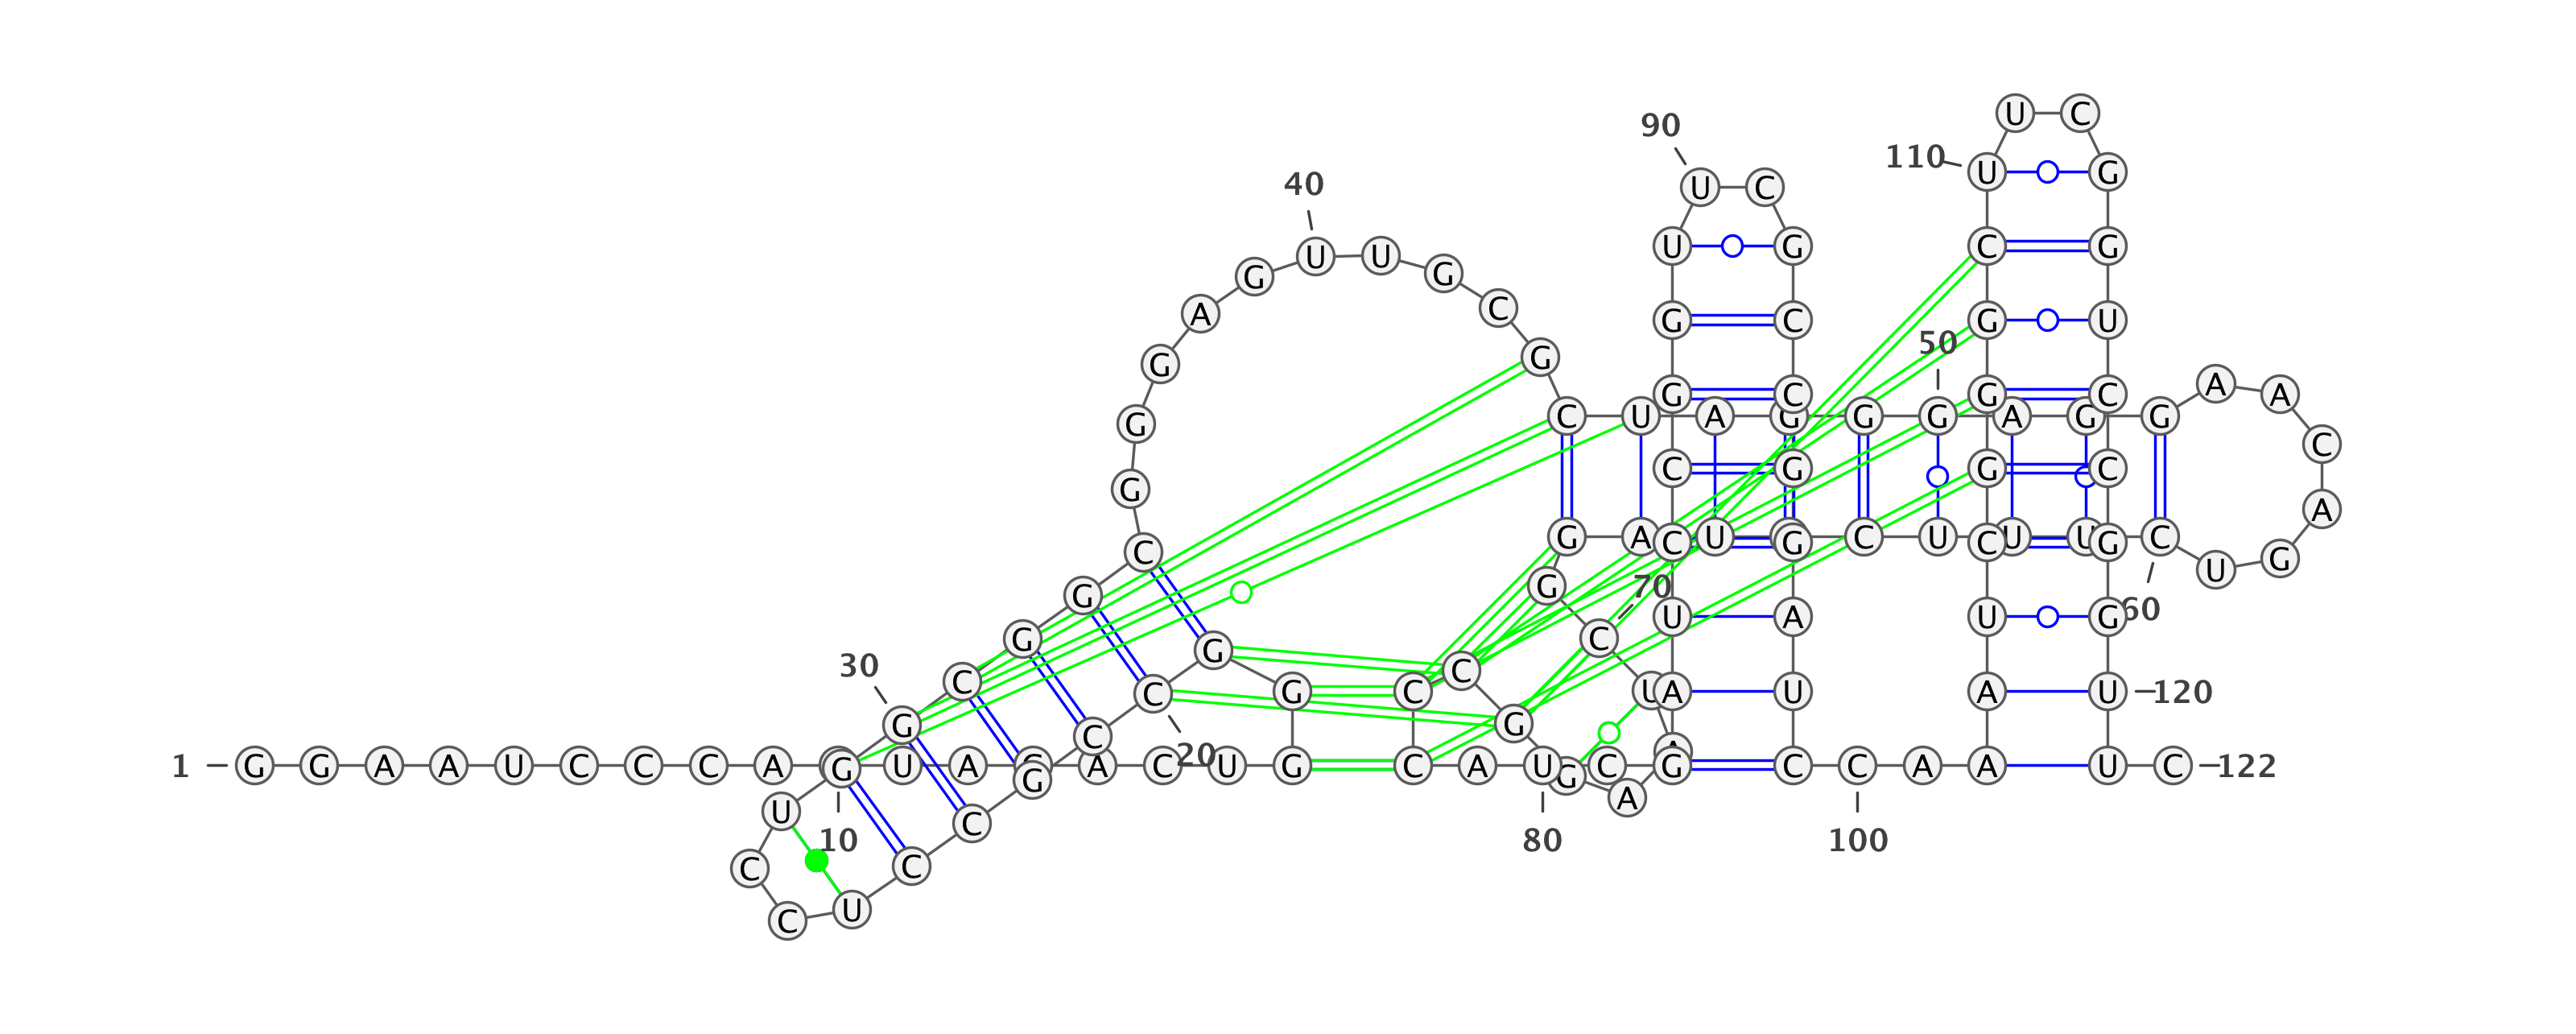 U C
90
110 U G
40
U C
U G C G
G U U G
A C
G C G U
50
G G
A A
G C G C
G C U A G G G A G G
C
C G G C
G A
G A U C U U U C
C C G C G
G U
G 70
G
60
U A U G
G C
G
30 C
C
C G C U A U A U 120
G G
C
20
1 G G A A U C C C A G U A A C U G C A U C G C C A A U C 122
G G A
U
10 80 100
C
C C
U
C